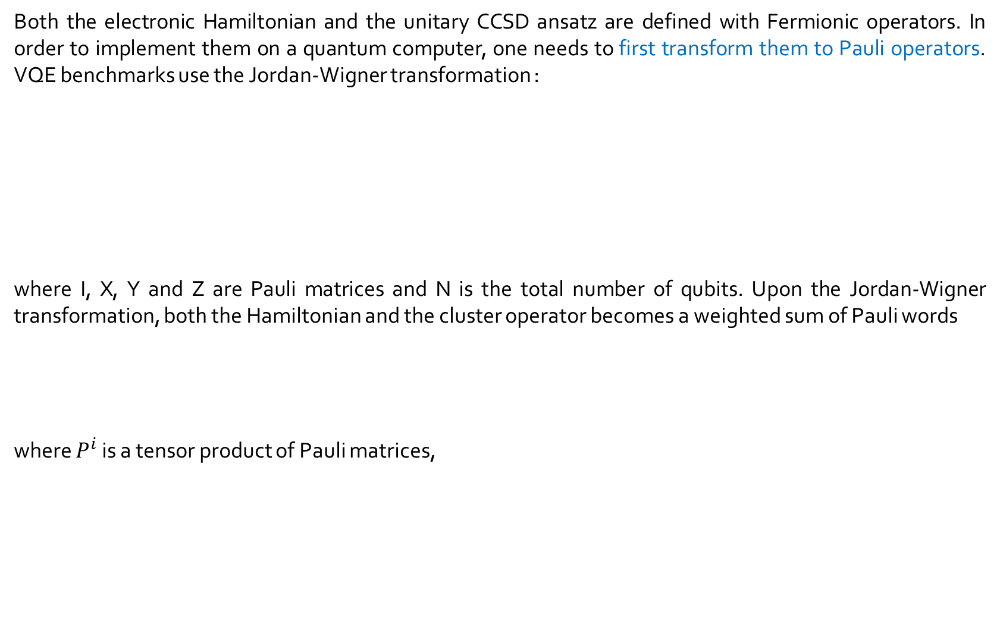 Both the electronic Hamiltonian and the unitary CCSD ansatz are defined with Fermionic operators. In
order to implement them on a quantum computer, one needs to first transform them to Pauli operators.
VQE benchmarks use the Jordan-Wigner transformation :
where I, X, Y and Z are Pauli matrices and N is the total number of qubits. Upon the Jordan-Wigner
transformation, both the Hamiltonian and the cluster operator becomes a weighted sum of Pauli words
where Pⁱ is a tensor product of Pauli matrices,